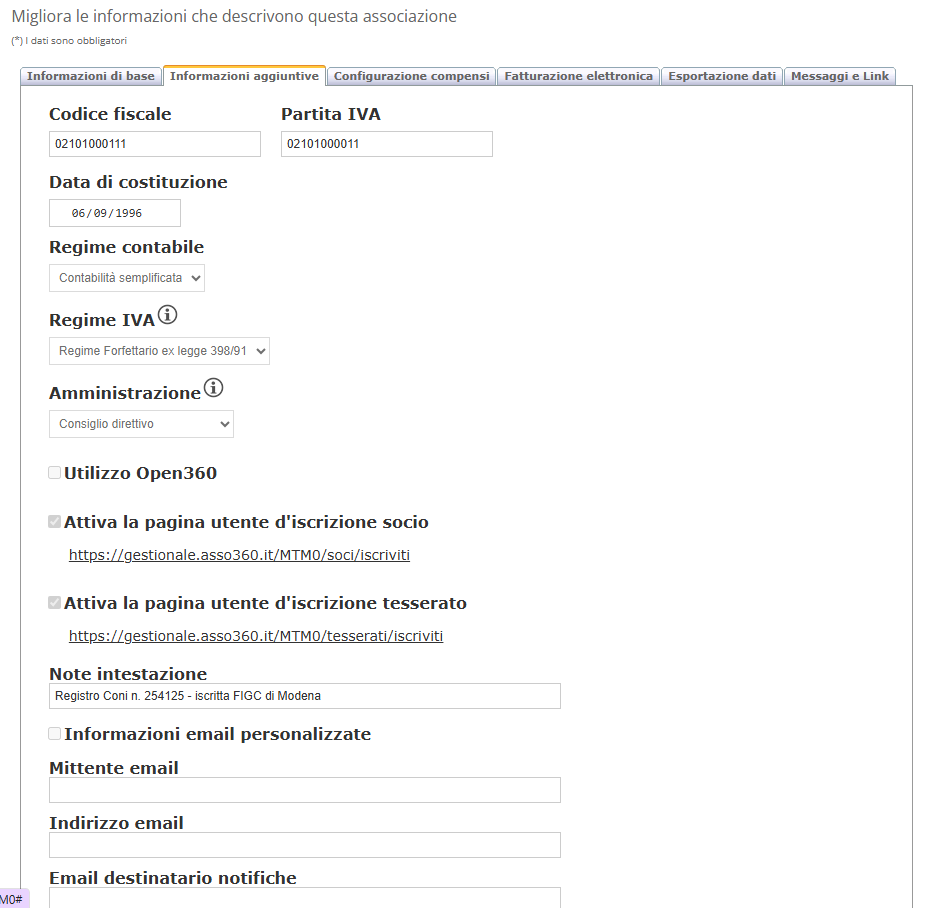 Migliora le informazioni che descrivono questa associazione
(*) I dati sono obbligatori
Informazioni di base Informazioni aggiuntive Configurazione compensi Fatturazione elettronica Esportazione dati Messaggi e Link
Codice fiscale Partita IVA
02101000111 02101000011
Data di costituzione
06/09/1996
Regime contabile
Contabilità semplificata
Regime IVA
Regime Forfettario ex legge 398/91
Amministrazione
Consiglio direttivo
Utilizzo Open360
Attiva la pagina utente d'iscrizione socio
https://gestionale.asso360.it/MTM0/soci/iscriviti
Attiva la pagina utente d'iscrizione tesserato
https://gestionale.asso360.it/MTM0/tesserati/iscriviti
Note intestazione
Registro Coni n. 254125 - iscritta FIGC di Modena
Informazioni email personalizzate
Mittente email
Indirizzo email
Email destinatario notifiche
M0#